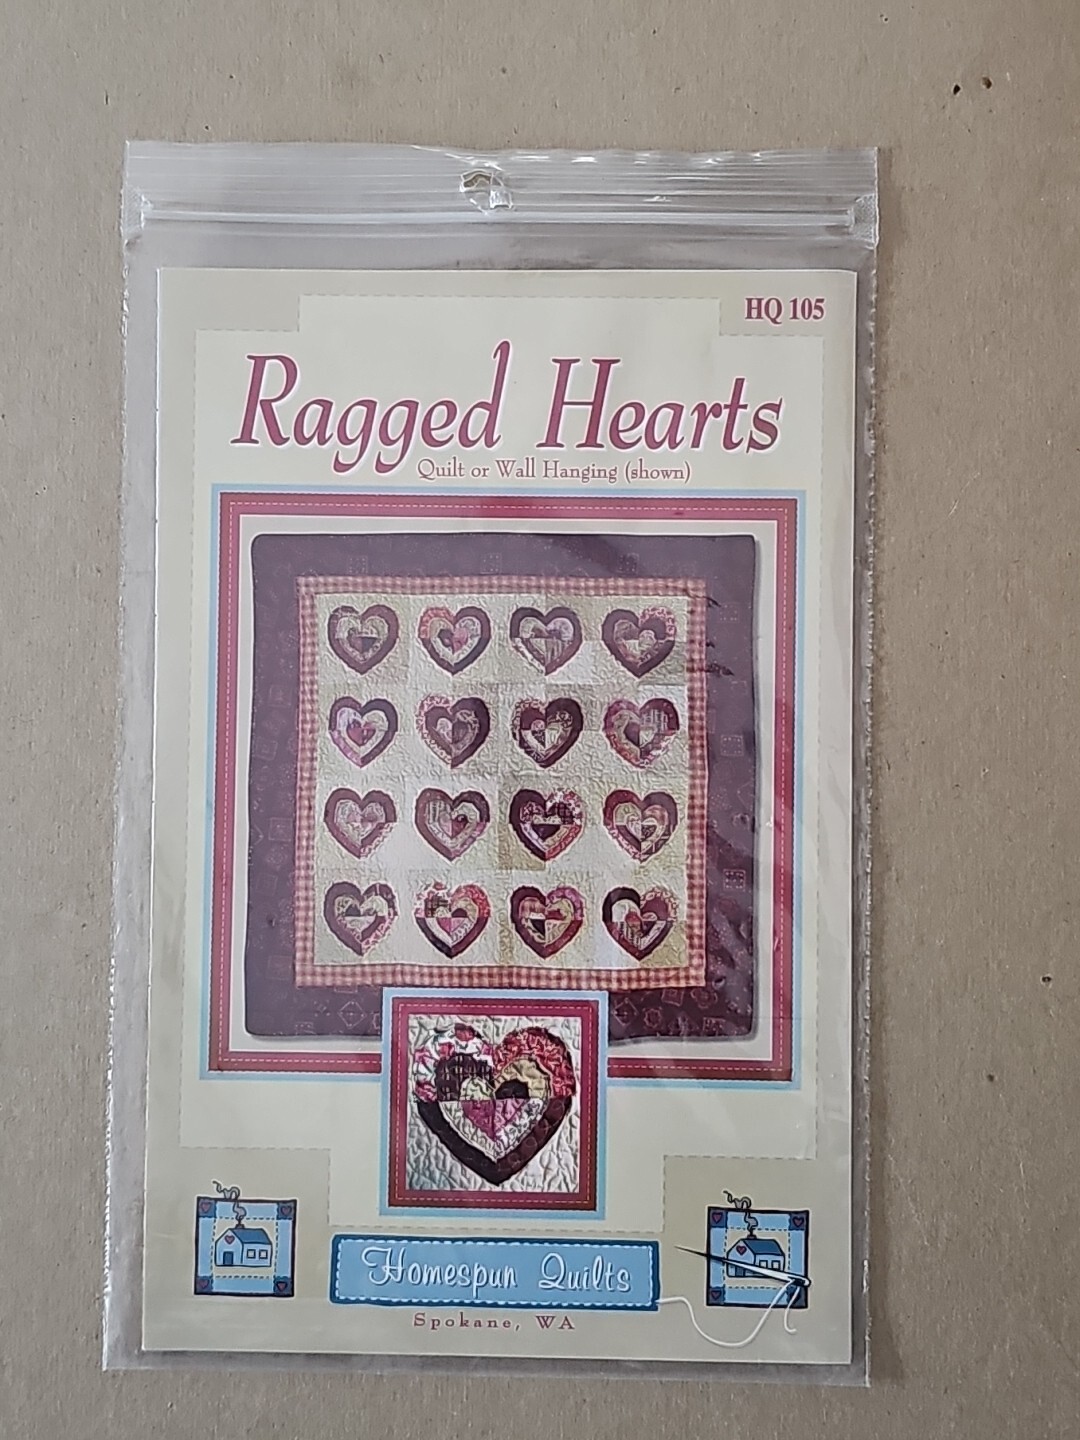 HQ 105
Ragged Hearts
Quilt or Wall Hanging (shown)
Homespun Quilts
Spokane, WA